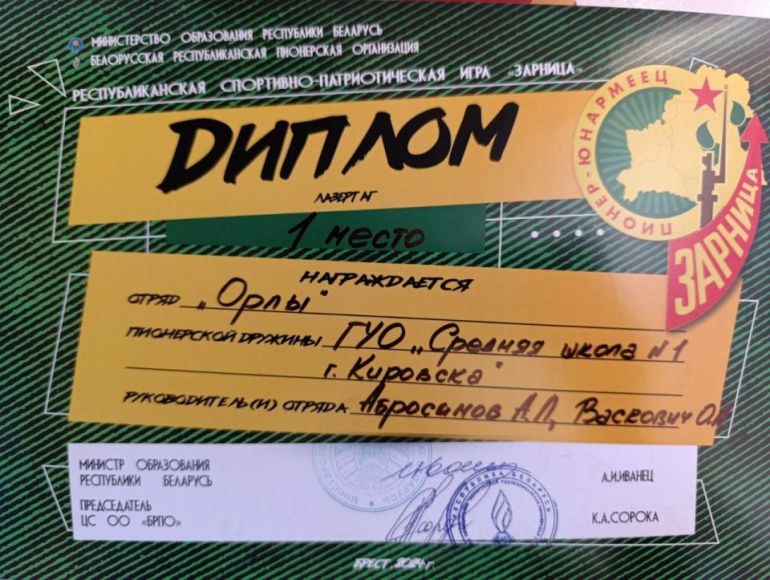 МИНИСТЕРСТВО ОБРАЗОВАНИЯ РЕСПУБЛИКИ БЕЛАРУСЬ
БЕЛОРУССКАЯ РЕСПУБЛИКАНСКАЯ ПИОНЕРСКАЯ ОРГАНИЗАЦИЯ
РЕСПУБЛИКАНСКАЯ СПОРТИВНО-ПАТРИОТИЧЕСКАЯ ИГРА «ЗАРНИЦА»
ПИОНЕР-ЮНАРМЕЕЦ
ЗАРНИЦА
ДИПЛОМ
ЛАЗЕРТАГ
1 место
НАГРАЖДАЕТСЯ
ОТРЯД „Орлы"
ПИОНЕРСКОЙ ДРУЖИНЫ ГУО „Средняя школа №1
г. Кировска"
РУКОВОДИТЕЛЬ(И) ОТРЯДА Абросимов А.П, Васкович О.
МИНИСТР ОБРАЗОВАНИЯ
РЕСПУБЛИКИ БЕЛАРУСЬ
А.И.ИВАНЕЦ
ПРЕДСЕДАТЕЛЬ
ЦС ОО «БРПО»
К.А.СОРОКА
БРЕСТ, 2024 г.